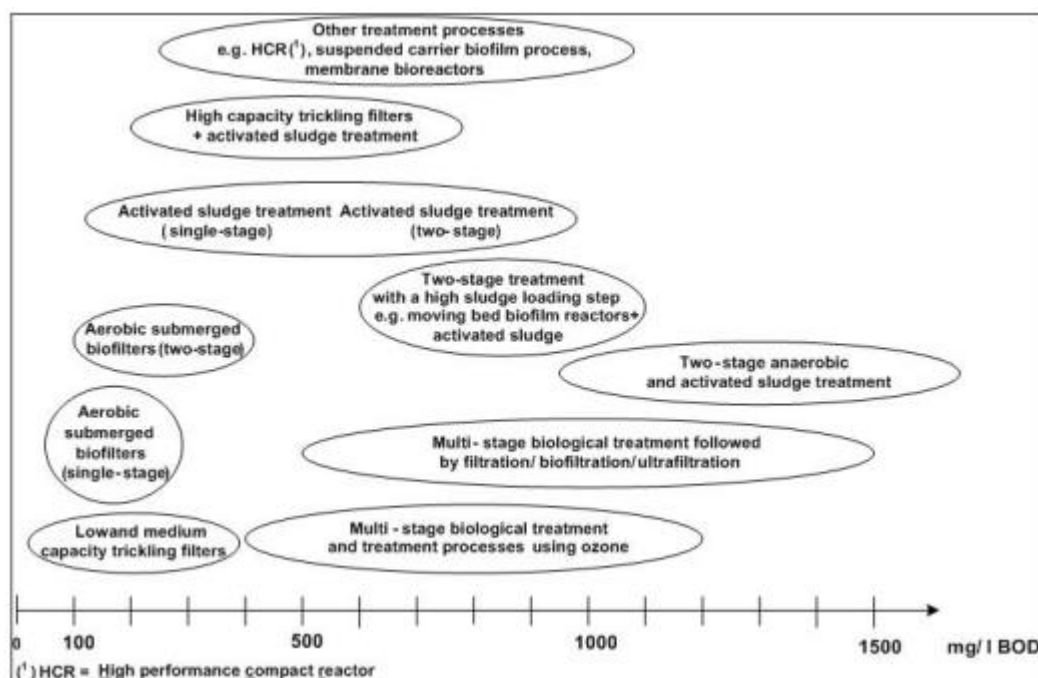 Other treatment processes
e.g. HCR(¹), suspended carrier biofilm process,
membrane bioreactors
High capacity trickling filters
+ activated sludge treatment
Activated sludge treatment
(single-stage)
Activated sludge treatment
(two-stage)
Two-stage treatment
with a high sludge loading step
e.g. moving bed biofilm reactors+
activated sludge
Aerobic submerged
biofilters (two-stage)
Two-stage anaerobic
and activated sludge treatment
Aerobic
submerged
biofilters
(single-stage)
Multi-stage biological treatment followed
by filtration/ biofiltration/ultrafiltration
Lowand medium
capacity trickling filters
Multi-stage biological treatment
and treatment processes using ozone
0 100 500 1000 1500 mg/l BOD
(¹) HCR = High performance compact reactor